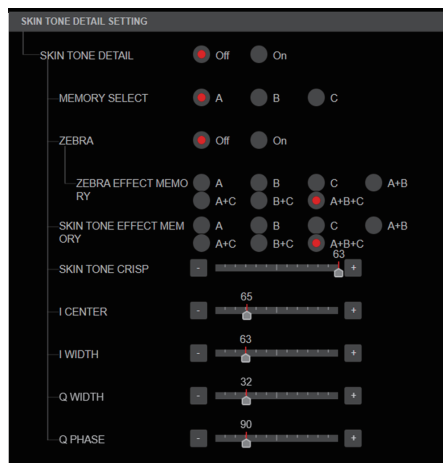 SKIN TONE DETAIL SETTING
SKIN TONE DETAIL Off On
MEMORY SELECT A B C
ZEBRA Off On
ZEBRA EFFECT MEMO A B C A+B
RY A+C B+C A+B+C
SKIN TONE EFFECT MEM A B C A+B
ORY A+C B+C A+B+C
63
SKIN TONE CRISP - +
65
I CENTER - +
63
I WIDTH - +
32
Q WIDTH - +
90
Q PHASE - +